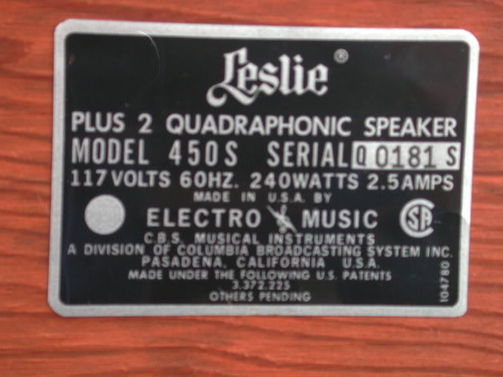 Leslie ®
PLUS 2 QUADRAPHONIC SPEAKER
MODEL 450S SERIAL Q 0181 S
117 VOLTS 60HZ. 240WATTS 2.5AMPS
MADE IN U.S.A. BY
ELECTRO MUSIC
C.B.S. MUSICAL INSTRUMENTS
A DIVISION OF COLUMBIA BROADCASTING SYSTEM INC.
PASADENA, CALIFORNIA U.S.A.
MADE UNDER THE FOLLOWING U.S. PATENTS
3,372,225
OTHERS PENDING
104780